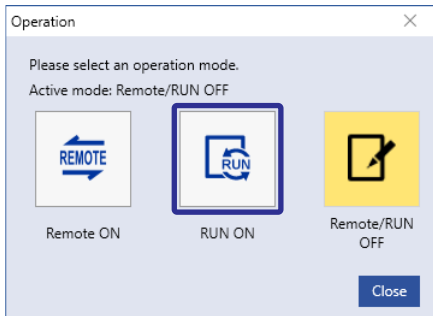 Operation
Please select an operation mode.
Active mode: Remote/RUN OFF
REMOTE
RUN
Remote ON
RUN ON
Remote/RUN
OFF
Close